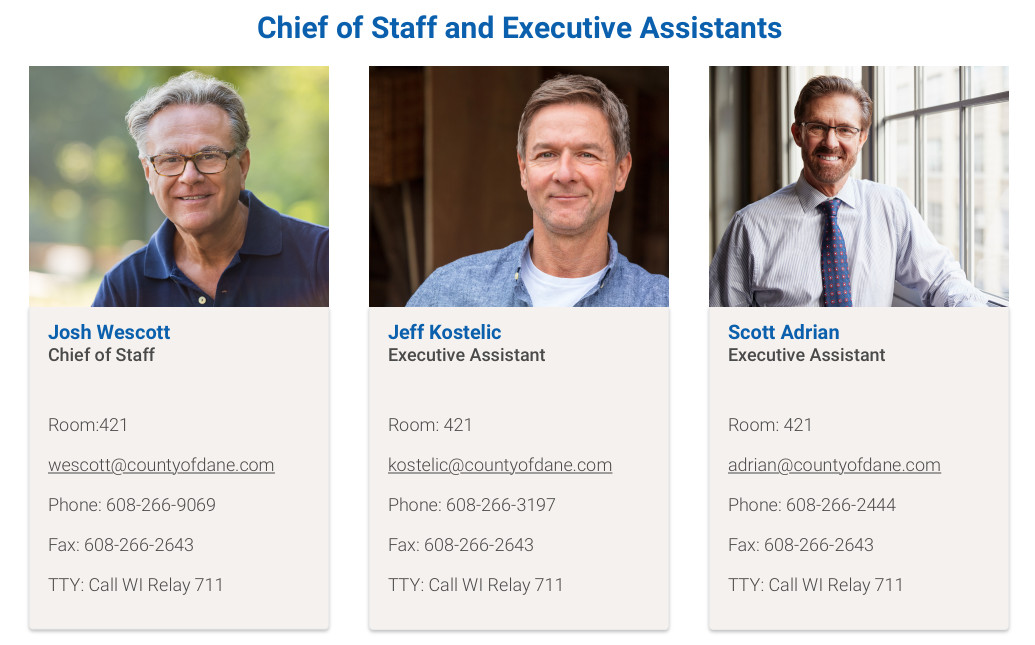 Chief of Staff and Executive Assistants
Josh Wescott
Chief of Staff
Room:421
wescott@countyofdane.com
Phone: 608-266-9069
Fax: 608-266-2643
TTY: Call WI Relay 711
Jeff Kostelic
Executive Assistant
Room: 421
kostelic@countyofdane.com
Phone: 608-266-3197
Fax: 608-266-2643
TTY: Call WI Relay 711
Scott Adrian
Executive Assistant
Room: 421
adrian@countyofdane.com
Phone: 608-266-2444
Fax: 608-266-2643
TTY: Call WI Relay 711